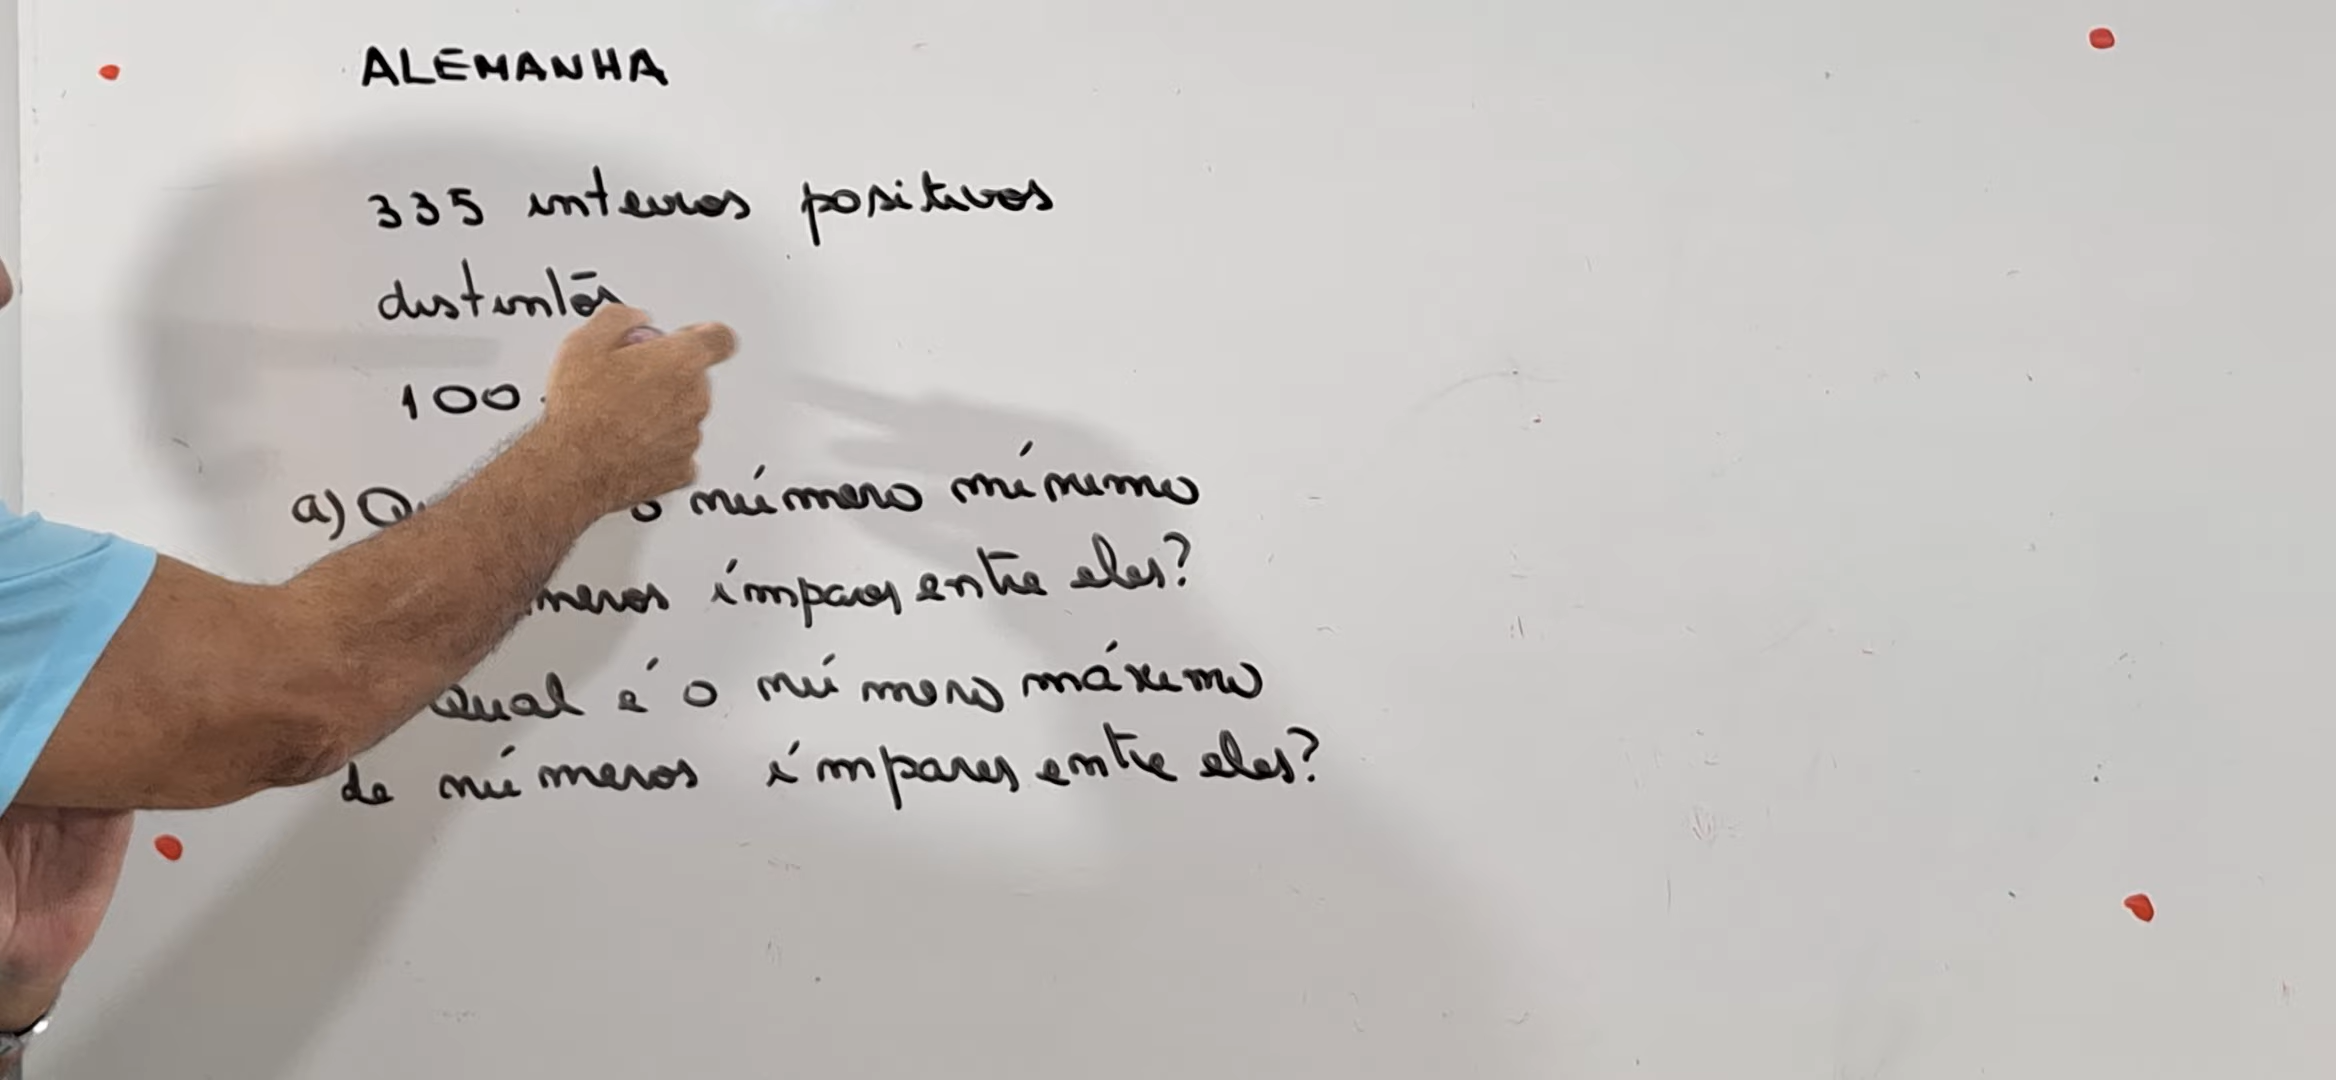 ALEMANHA
335 inteiros positivos
distintos
100.
a) o número mínimo
ímpares entre eles?
Qual é o número máximo
de números ímpares entre eles?